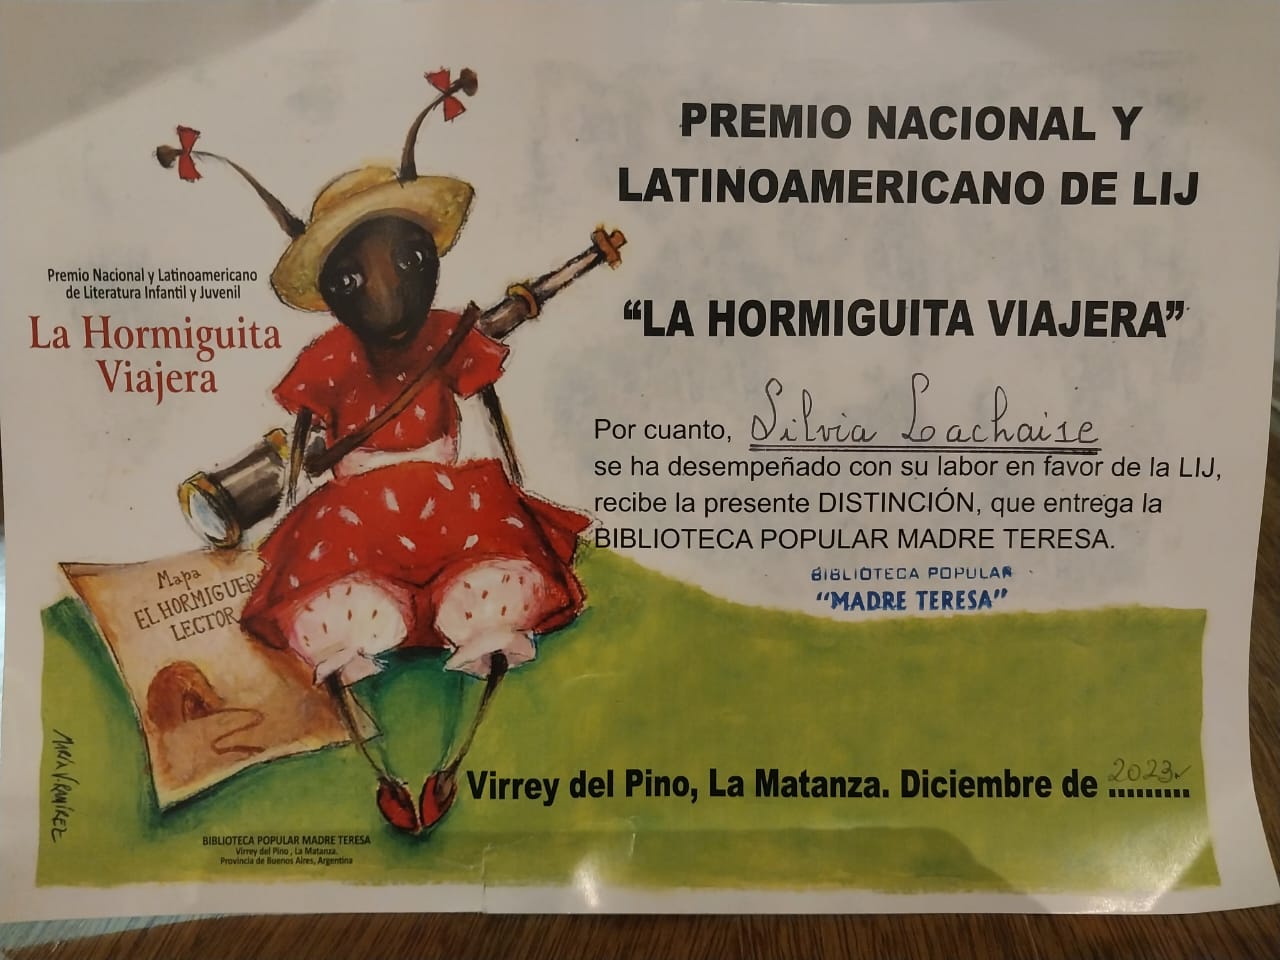 PREMIO NACIONAL Y
LATINOAMERICANO DE LIJ
Premio Nacional y Latinoamericano
de Literatura Infantil y Juvenil
La Hormiguita
Viajera
“LA HORMIGUITA VIAJERA”
Por cuanto, Silvia Lachaise
se ha desempeñado con su labor en favor de la LIJ,
recibe la presente DISTINCIÓN, que entrega la
BIBLIOTECA POPULAR MADRE TERESA.
BIBLIOTECA POPULAR
“MADRE TERESA”
Mapa
EL HORMIGUER
LECTOR
MARÍA V. RAMÍREZ
Virrey del Pino, La Matanza. Diciembre de 2023
BIBLIOTECA POPULAR MADRE TERESA
Virrey del Pino , La Matanza.
Provincia de Buenos Aires, Argentina